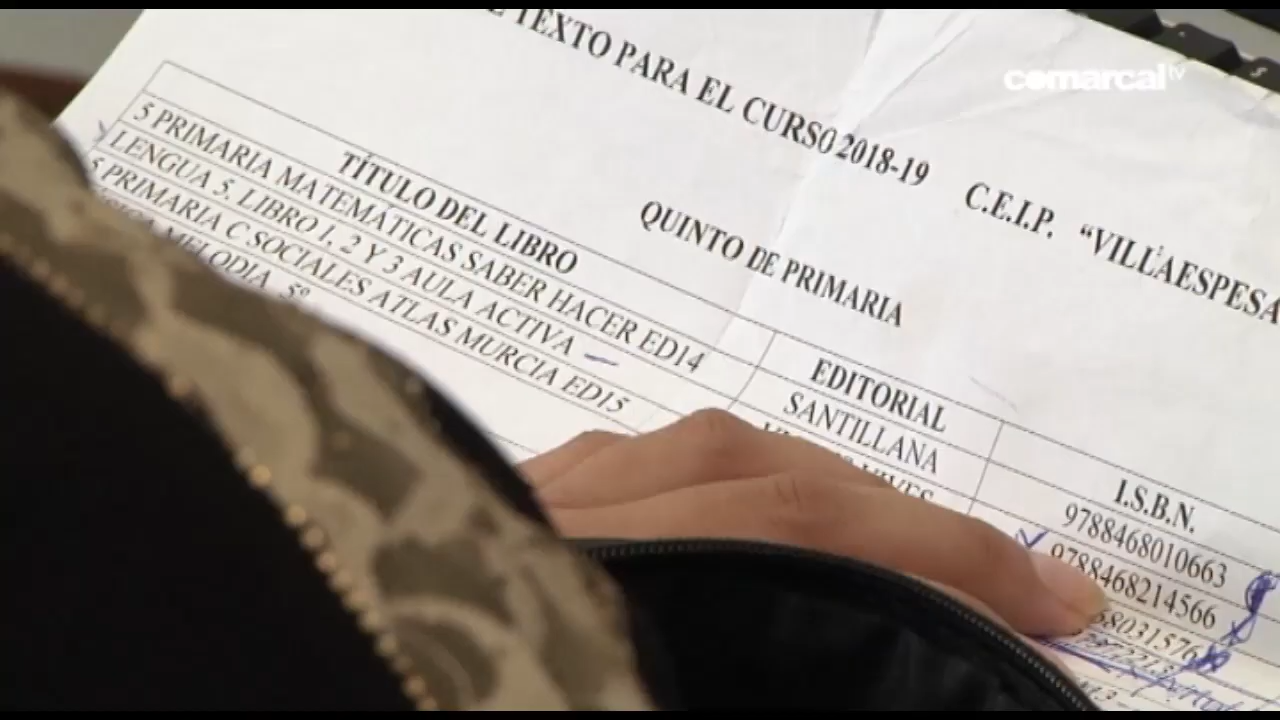 comarcal tv
TEXTO PARA EL CURSO 2018-19 C.E.I.P. “VILLAESPESA
QUINTO DE PRIMARIA
TÍTULO DEL LIBRO EDITORIAL I.S.B.N.
5 PRIMARIA MATEMÁTICAS SABER HACER ED14 SANTILLANA 9788468010663
LENGUA 5. LIBRO 1, 2 Y 3 AULA ACTIVA VIVES 9788468214566
5 PRIMARIA C SOCIALES ATLAS MURCIA ED15
MELODIA 5º